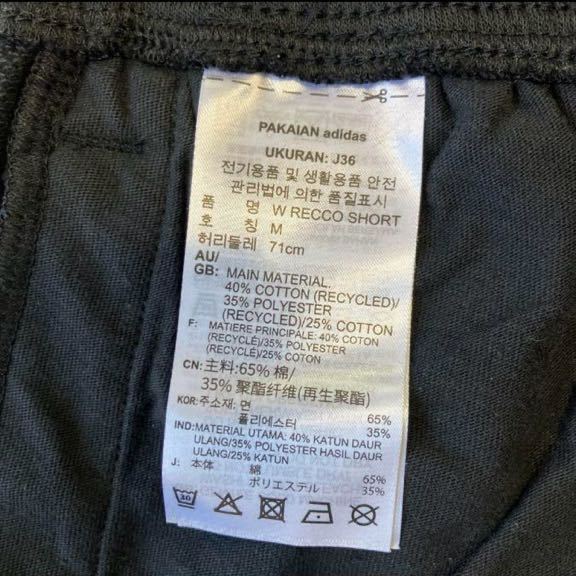 PAKAIAN adidas
UKURAN: J36
전기용품 및 생활용품 안전
관리법에 의한 품질표시
품 명 W RECCO SHORT
호 칭 M
허리둘레 71cm
AU/
GB: MAIN MATERIAL.
40% COTTON (RECYCLED)/
35% POLYESTER
(RECYCLED)/25% COTTON
F: MATIERE PRINCIPALE: 40% COTON
(RECYCLÉ)/35% POLYESTER
(RECYCLÉ)/25% COTON
CN: 主料:65% 棉/
35% 聚酯纤维(再生聚酯)
KOR: 주소재: 면 65%
폴리에스터 35%
IND: MATERIAL UTAMA: 40% KATUN DAUR
ULANG/35% POLYESTER HASIL DAUR
ULANG/25% KATUN
J: 本体 綿 65%
ポリエステル 35%
30